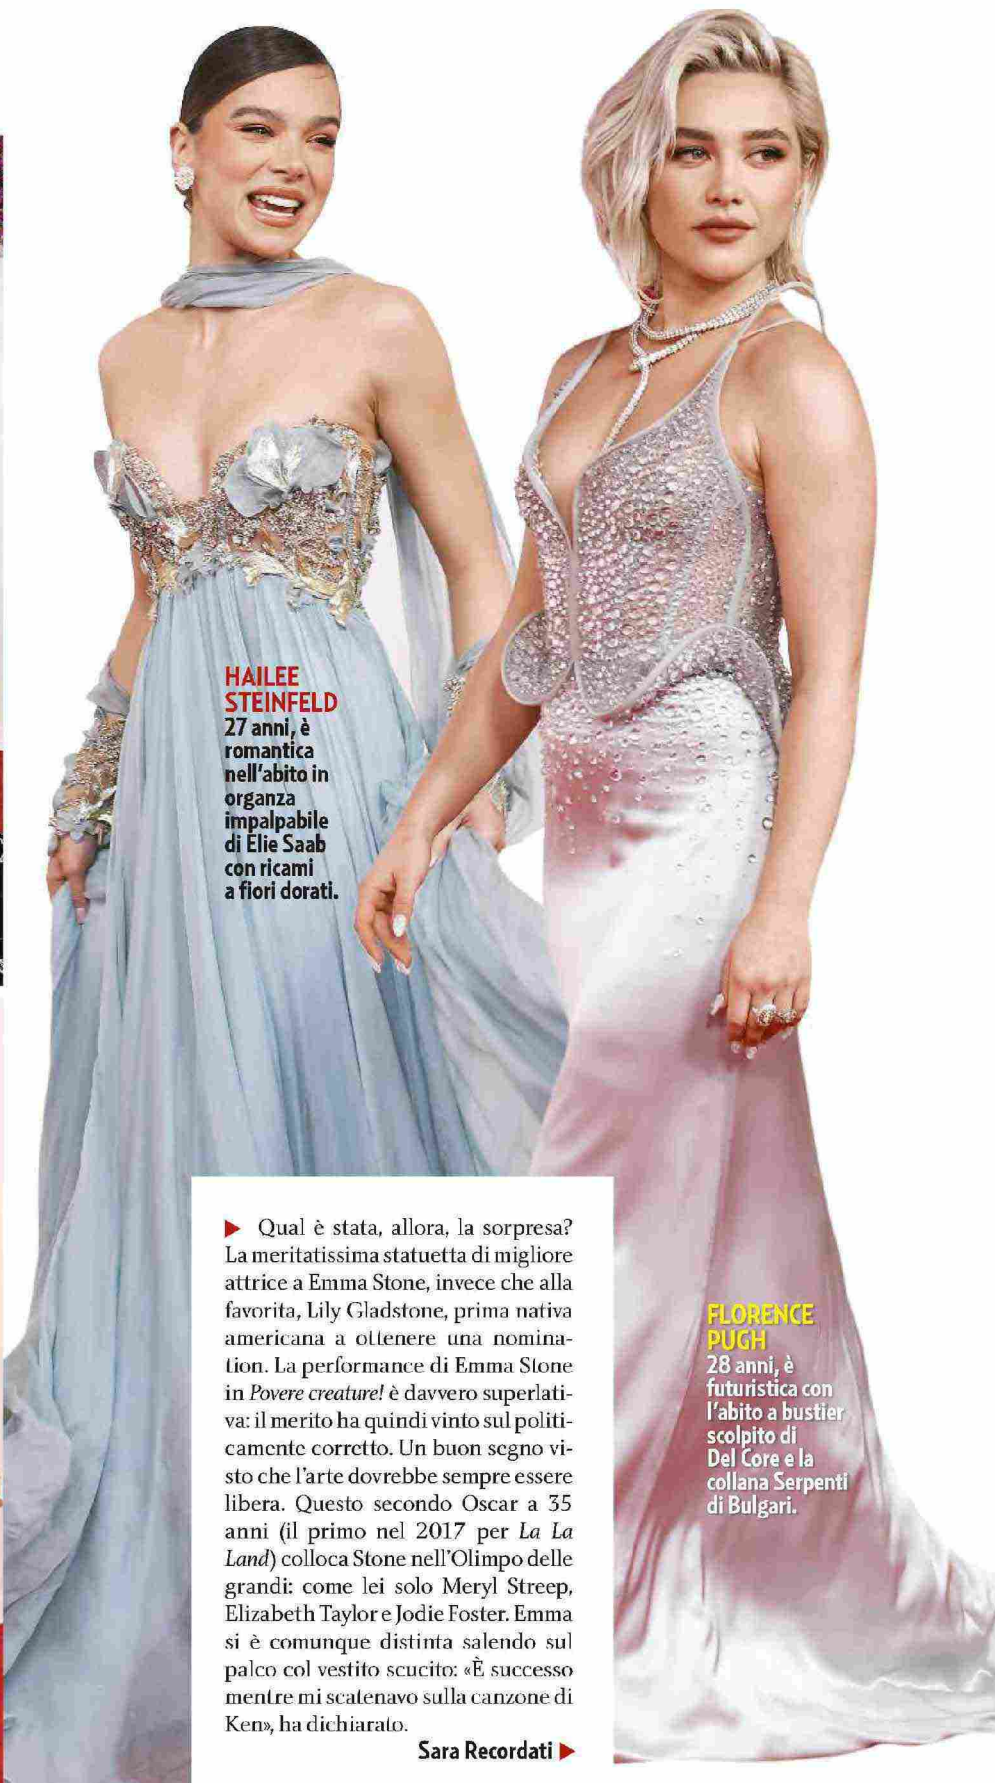 HAILEE
STEINFELD
27 anni, è
romantica
nell'abito in
organza
impalpabile
di Elie Saab
con ricami
a fiori dorati.
▶ Qual è stata, allora, la sorpresa?
La meritatissima statuetta di migliore
attrice a Emma Stone, invece che alla
favorita, Lily Gladstone, prima nativa
americana a ottenere una nomina-
tion. La performance di Emma Stone
in Povere creature! è davvero superlati-
va: il merito ha quindi vinto sul politi-
camente corretto. Un buon segno vi-
sto che l'arte dovrebbe sempre essere
libera. Questo secondo Oscar a 35
anni (il primo nel 2017 per La La
Land) colloca Stone nell'Olimpo delle
grandi: come lei solo Meryl Streep,
Elizabeth Taylor e Jodie Foster. Emma
si è comunque distinta salendo sul
palco col vestito scucito: «È successo
mentre mi scatenavo sulla canzone di
Ken», ha dichiarato.
Sara Recordati ▶
FLORENCE
PUGH
28 anni, è
futuristica con
l'abito a bustier
scolpito di
Del Core e la
collana Serpenti
di Bulgari.